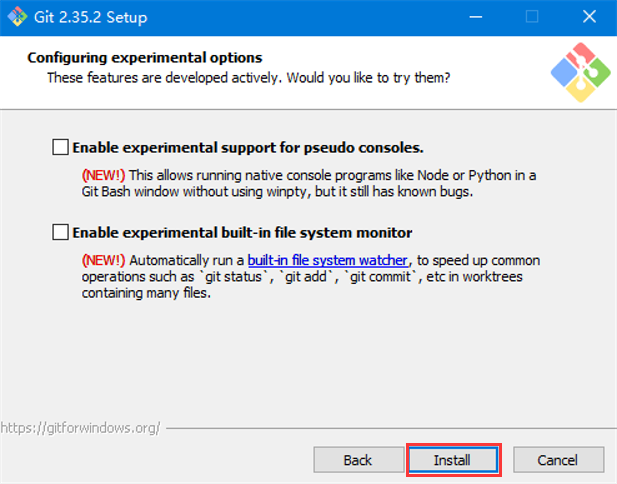 Git 2.35.2 Setup
Configuring experimental options
These features are developed actively. Would you like to try them?
Enable experimental support for pseudo consoles.
(NEW!) This allows running native console programs like Node or Python in a
Git Bash window without using winpty, but it still has known bugs.
Enable experimental built-in file system monitor
(NEW!) Automatically run a built-in file system watcher, to speed up common
operations such as `git status`, `git add`, `git commit`, etc in worktrees
containing many files.
https://gitforwindows.org/
Back
Install
Cancel